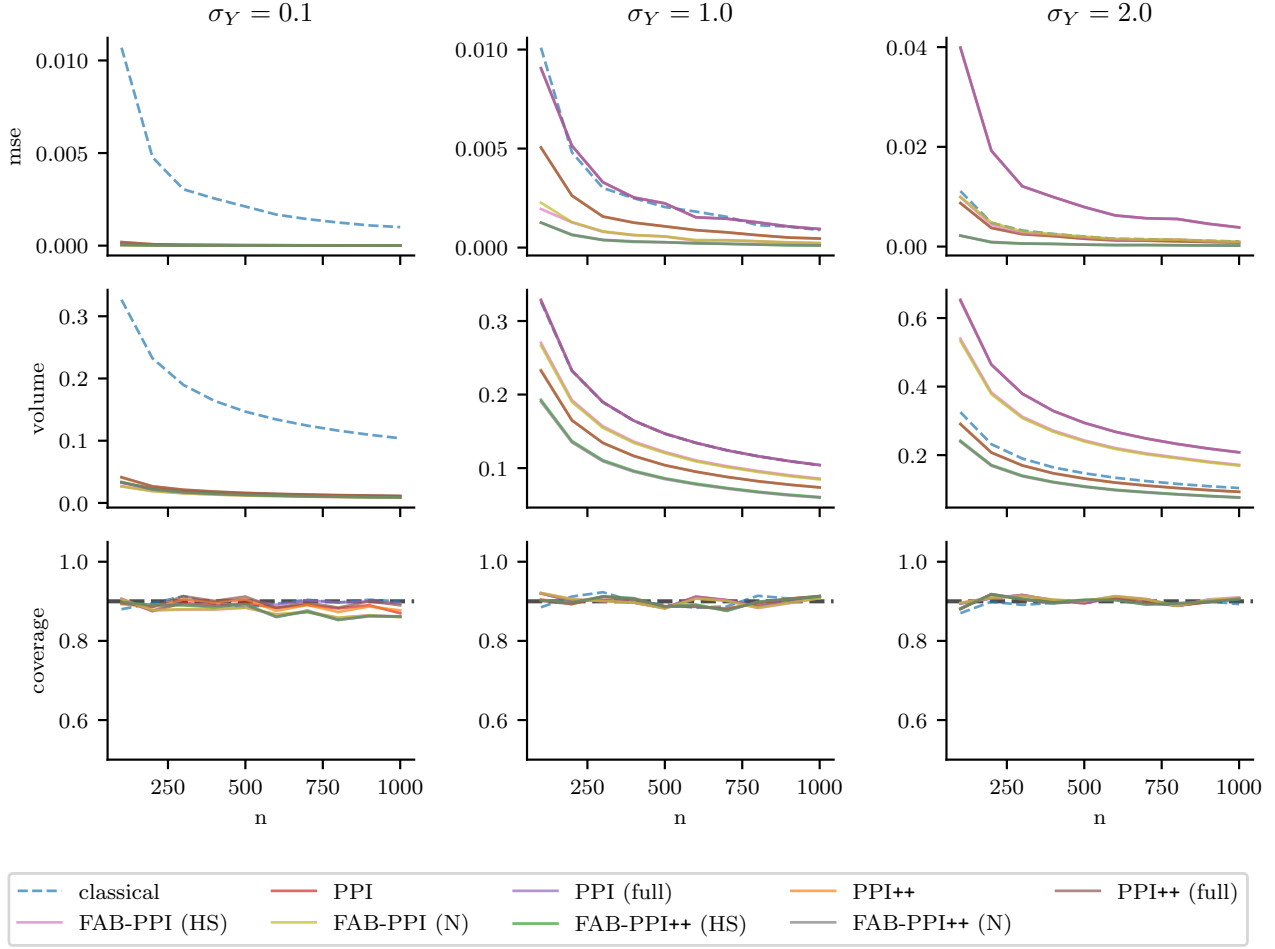 σ_Y = 0.1 σ_Y = 1.0 σ_Y = 2.0
mse
0.010
0.005
0.000
0.010
0.005
0.000
0.04
0.02
0.00
volume
0.3
0.2
0.1
0.0
0.3
0.2
0.1
0.6
0.4
0.2
coverage
1.0
0.8
0.6
1.0
0.8
0.6
1.0
0.8
0.6
250 500 750 1000
250 500 750 1000
250 500 750 1000
n n n
classical PPI PPI (full) PPI++ PPI++ (full)
FAB-PPI (HS) FAB-PPI (N) FAB-PPI++ (HS) FAB-PPI++ (N)